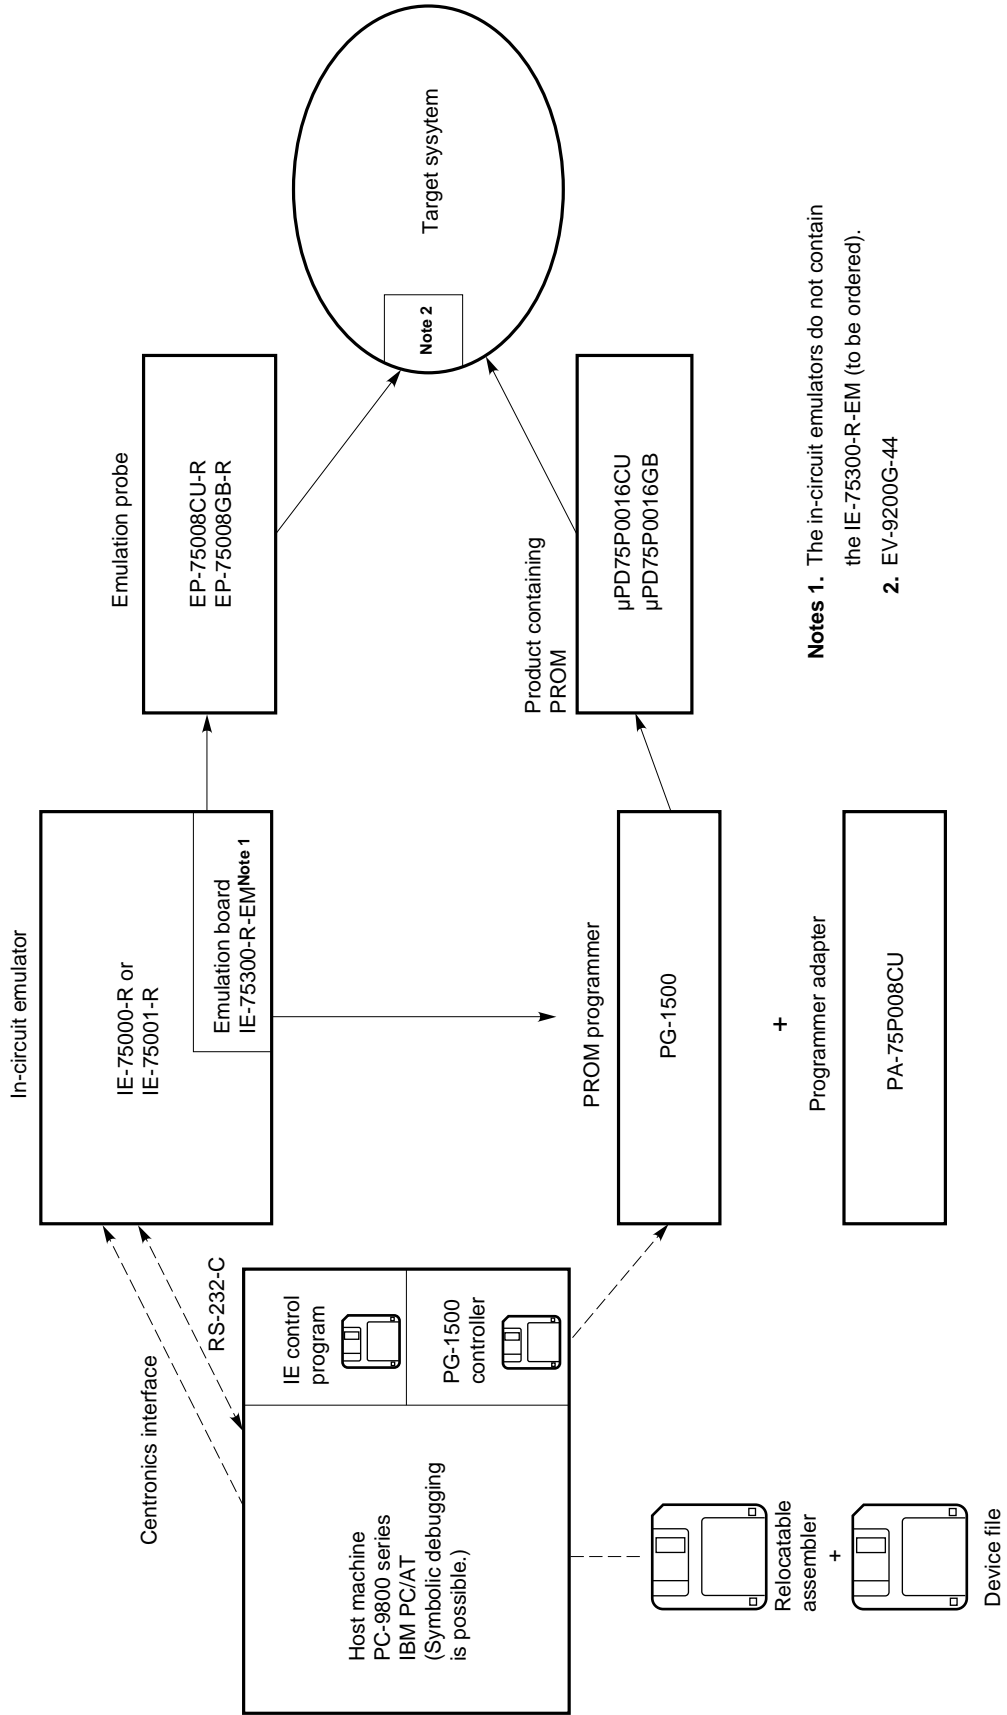 In-circuit emulator
IE-75000-R or
IE-75001-R
Emulation board
IE-75300-R-EMNote 1
Emulation probe
EP-75008CU-R
EP-75008GB-R
Target sysytem
Note 2
Centronics interface
RS-232-C
Host machine
PC-9800 series
IBM PC/AT
(Symbolic debugging
is possible.)
IE control
program
PG-1500
controller
PROM programmer
PG-1500
+
Programmer adapter
PA-75P008CU
Product containing
PROM
µPD75P0016CU
µPD75P0016GB
Relocatable
assembler
+
Device file
Notes 1. The in-circuit emulators do not contain
the IE-75300-R-EM (to be ordered).
2. EV-9200G-44